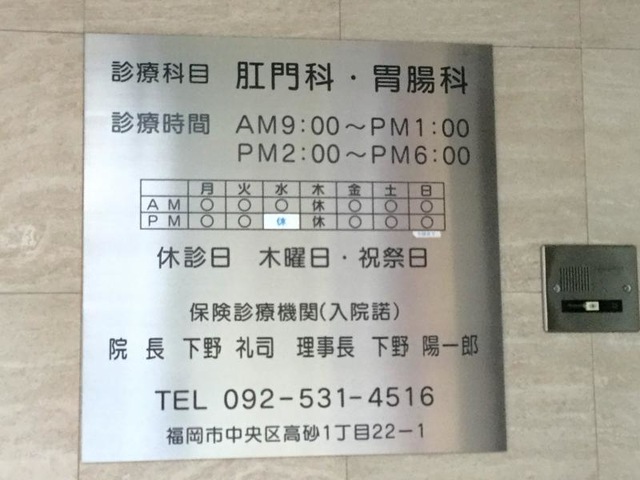 診療科目 肛門科・胃腸科
診療時間 AM9:00～PM1:00
PM2:00～PM6:00
月 火 水 木 金 土 日
AM ○ ○ ○ 休 ○ ○ ○
PM ○ ○ 休 休 ○ ○ ○
休診日 木曜日・祝祭日
保険診療機関(入院諾)
院長 下野 礼司 理事長 下野 陽一郎
TEL 092-531-4516
福岡市中央区高砂1丁目22-1